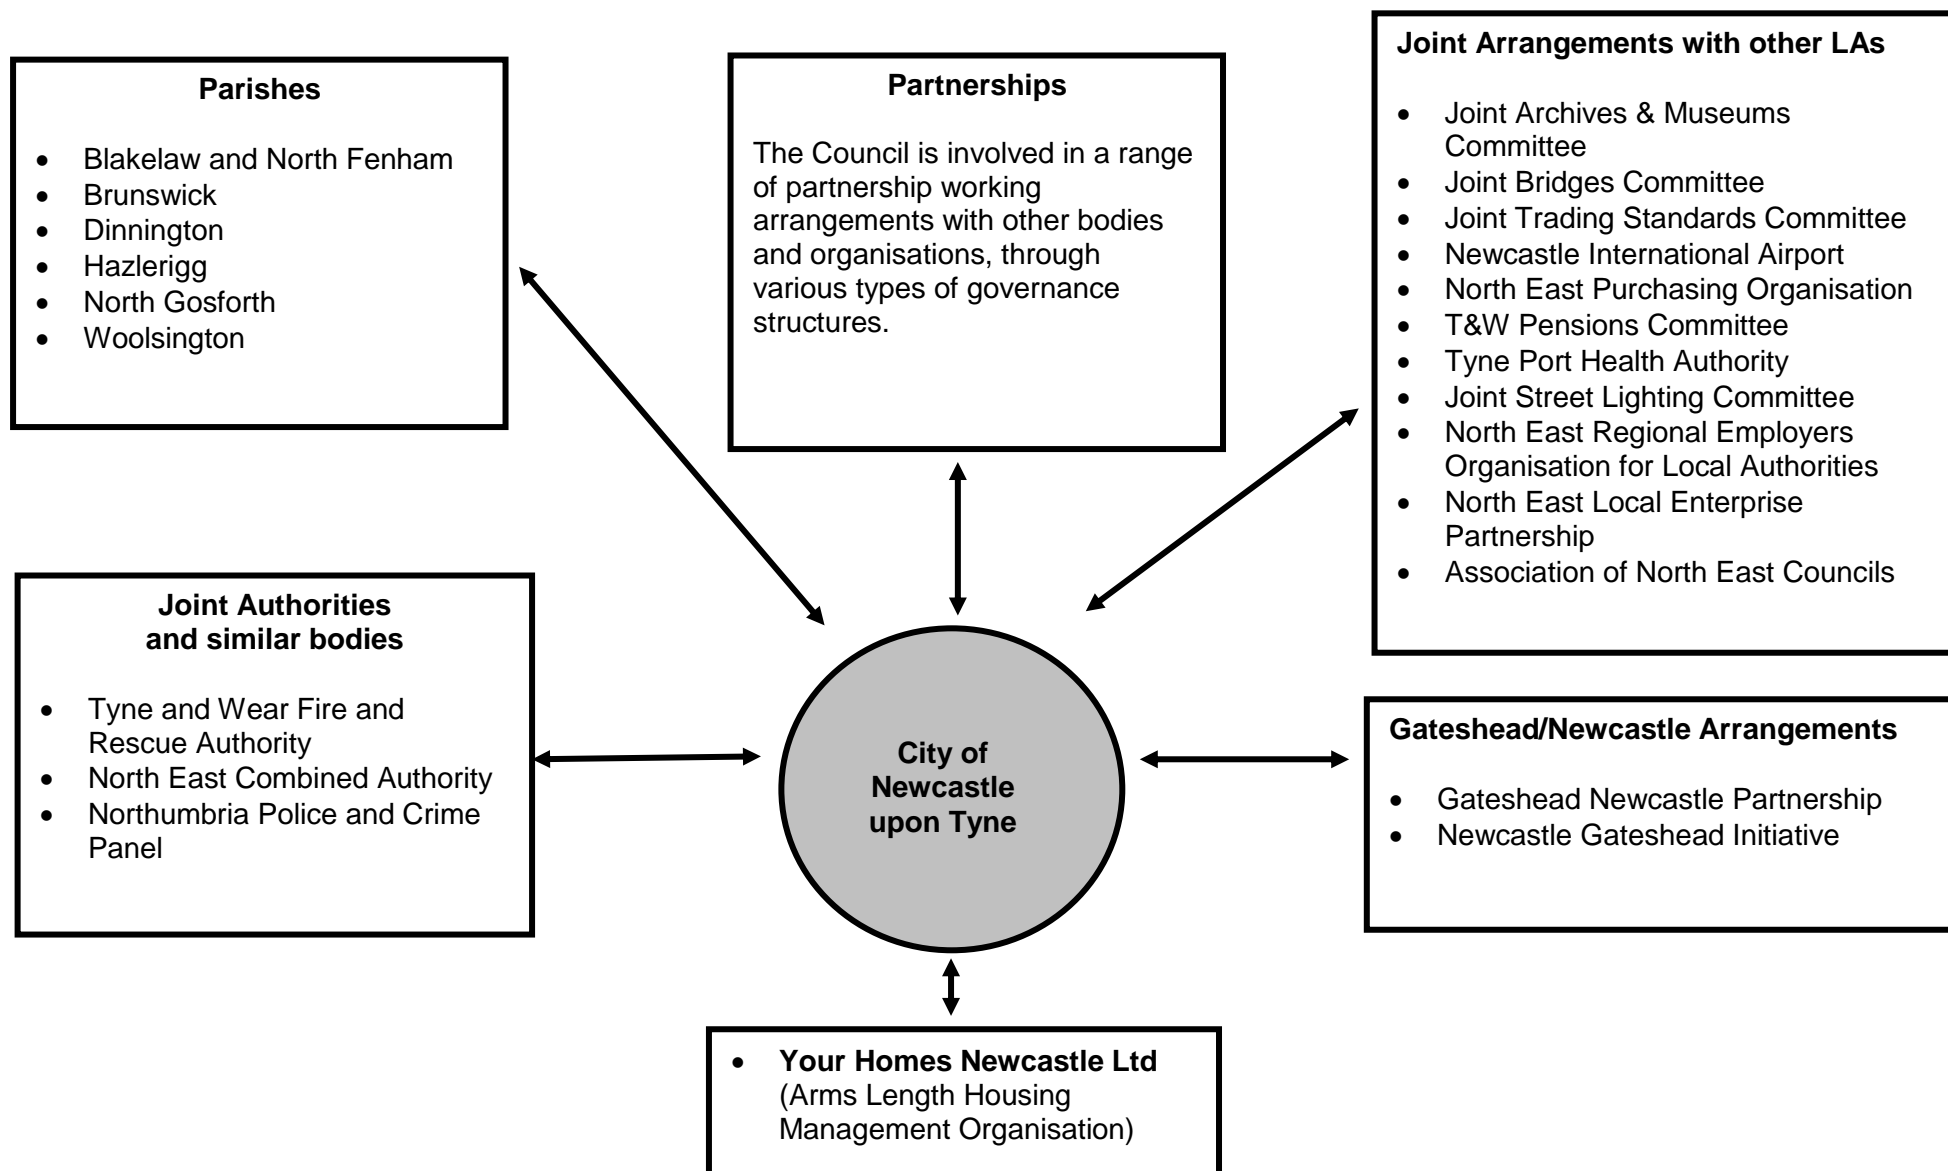 Parishes
• Blakelaw and North Fenham
• Brunswick
• Dinnington
• Hazlerigg
• North Gosforth
• Woolsington
Partnerships
The Council is involved in a range
of partnership working
arrangements with other bodies
and organisations, through
various types of governance
structures.
Joint Arrangements with other LAs
• Joint Archives & Museums
Committee
• Joint Bridges Committee
• Joint Trading Standards Committee
• Newcastle International Airport
• North East Purchasing Organisation
• T&W Pensions Committee
• Tyne Port Health Authority
• Joint Street Lighting Committee
• North East Regional Employers
Organisation for Local Authorities
• North East Local Enterprise
Partnership
• Association of North East Councils
Joint Authorities
and similar bodies
• Tyne and Wear Fire and
Rescue Authority
• North East Combined Authority
• Northumbria Police and Crime
Panel
City of
Newcastle
upon Tyne
Gateshead/Newcastle Arrangements
• Gateshead Newcastle Partnership
• Newcastle Gateshead Initiative
• Your Homes Newcastle Ltd
(Arms Length Housing
Management Organisation)